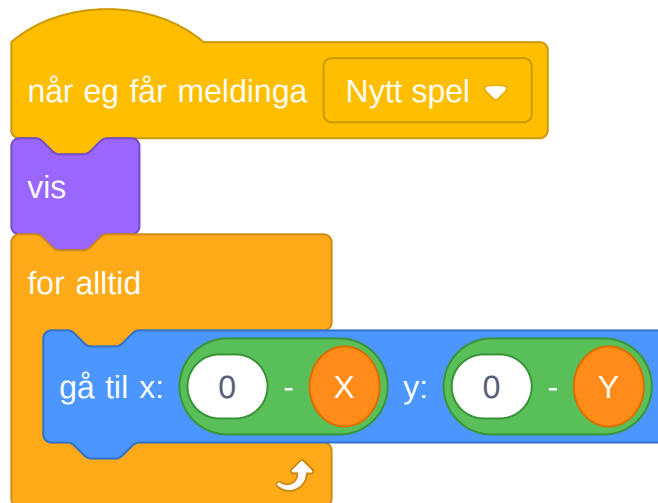 når eg får meldinga Nytt spel
vis
for alltid
gå til x: 0 - X y: 0 - Y